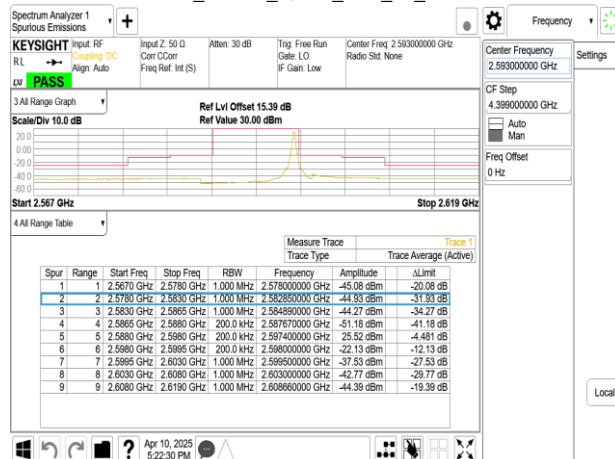 Spectrum Analyzer 1
Spurious Emissions
Frequency
KEYSIGHT Input: RF Input Z: 50 Ω Atten: 30 dB Trig: Free Run Center Freq: 2.593000000 GHz
RL Coupling: DC Corr CCorr Gate: LO Radio Std: None
Align: Auto Freq Ref: Int (S) IF Gain: Low
LXI PASS
Center Frequency
2.593000000 GHz
Settings
CF Step
4.399000000 GHz
Auto
Man
Freq Offset
0 Hz
3 All Range Graph
Ref Lvl Offset 15.39 dB
Scale/Div 10.0 dB Ref Value 30.00 dBm
20.0
0.00
-20.0
-40.0
-60.0
Start 2.567 GHz Stop 2.619 GHz
4 All Range Table
Measure Trace Trace 1
Trace Type Trace Average (Active)
Spur Range Start Freq Stop Freq RBW Frequency Amplitude ΔLimit
1 1 2.5670 GHz 2.5780 GHz 1.000 MHz 2.578000000 GHz -45.08 dBm -20.08 dB
2 2 2.5780 GHz 2.5830 GHz 1.000 MHz 2.582850000 GHz -44.93 dBm -31.93 dB
3 3 2.5830 GHz 2.5865 GHz 1.000 MHz 2.584890000 GHz -44.27 dBm -34.27 dB
4 4 2.5865 GHz 2.5880 GHz 200.0 kHz 2.587670000 GHz -51.18 dBm -41.18 dB
5 5 2.5880 GHz 2.5980 GHz 200.0 kHz 2.597400000 GHz 25.52 dBm -4.481 dB
6 6 2.5980 GHz 2.5995 GHz 200.0 kHz 2.598000000 GHz -22.13 dBm -12.13 dB
7 7 2.5995 GHz 2.6030 GHz 1.000 MHz 2.599500000 GHz -37.53 dBm -27.53 dB
8 8 2.6030 GHz 2.6080 GHz 1.000 MHz 2.603000000 GHz -42.77 dBm -29.77 dB
9 9 2.6080 GHz 2.6190 GHz 1.000 MHz 2.608660000 GHz -44.39 dBm -19.39 dB
Local
? Apr 10, 2025
5:22:30 PM